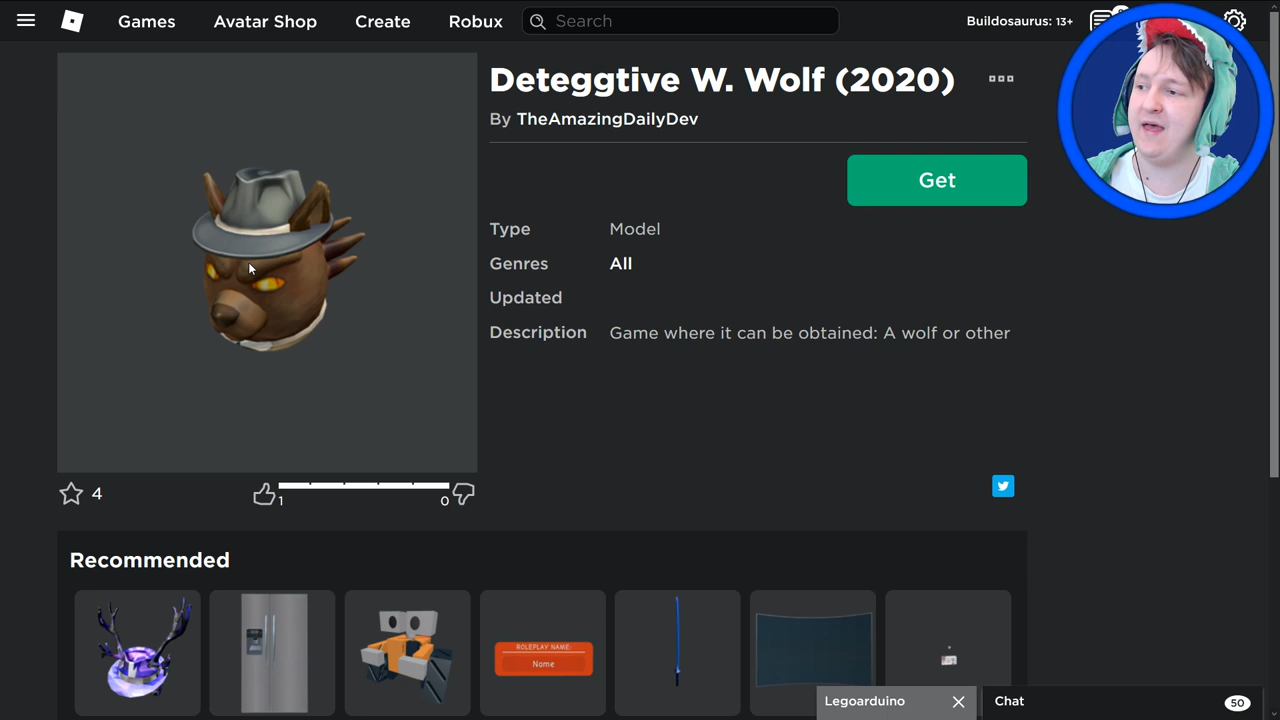 Games
Avatar Shop
Create
Robux
Search
Buildosaurus: 13+
Deteggtive W. Wolf (2020)
By TheAmazingDailyDev
Get
Type Model
Genres All
Updated
Description Game where it can be obtained: A wolf or other
4
1
0
Recommended
ROLEPLAY NAME:
Nome
Legoarduino
Chat
50